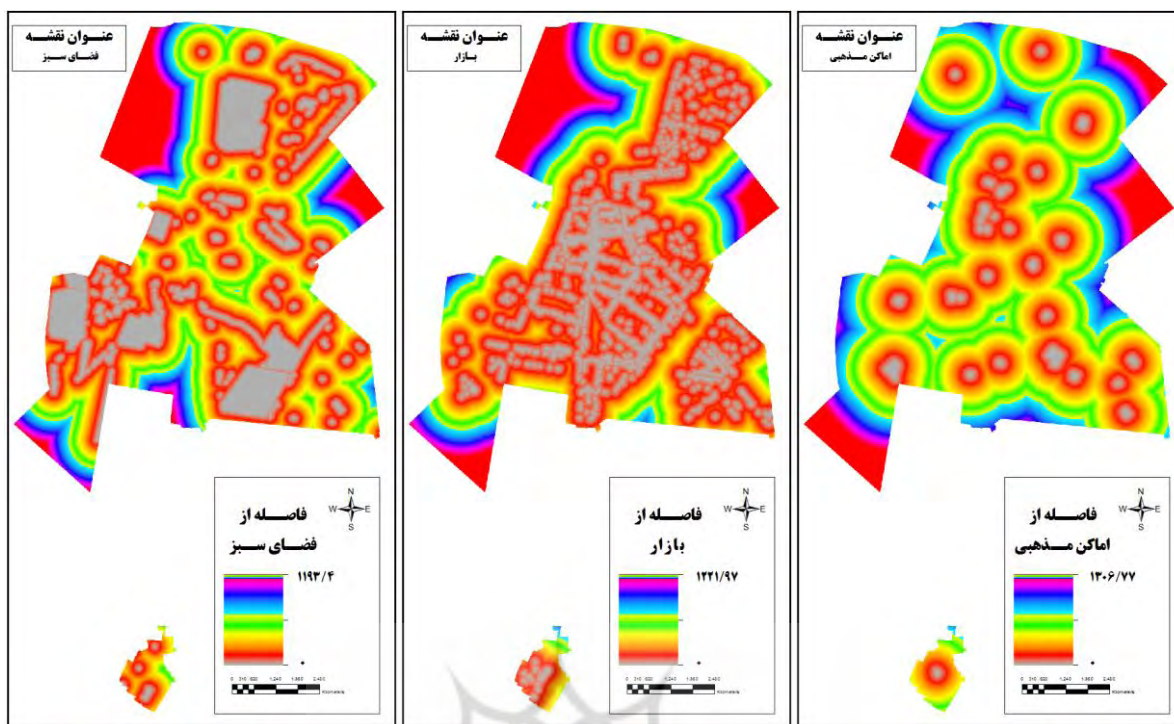 عنوان نقشه
فضای سبز
N
W E
S
فاصله از
فضای سبز
۱۱۹۳/۴
۰
عنوان نقشه
بازار
N
W E
S
فاصله از
بازار
۱۲۲۱/۹۷
۰
عنوان نقشه
اماکن مذهبی
N
W E
S
فاصله از
اماکن مذهبی
۱۳۰۶/۷۷
۰